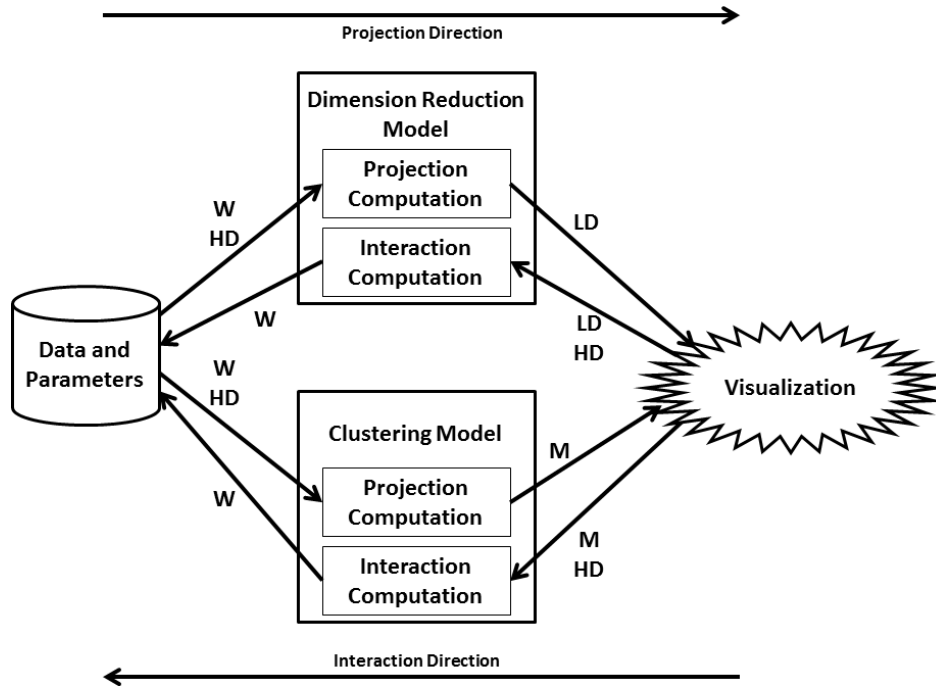 Projection Direction
Dimension Reduction
Model
Projection
Computation
Interaction
Computation
W
HD
LD
W
LD
HD
Data and
Parameters
Visualization
W
HD
Clustering Model
M
Projection
Computation
W
M
HD
Interaction
Computation
Interaction Direction